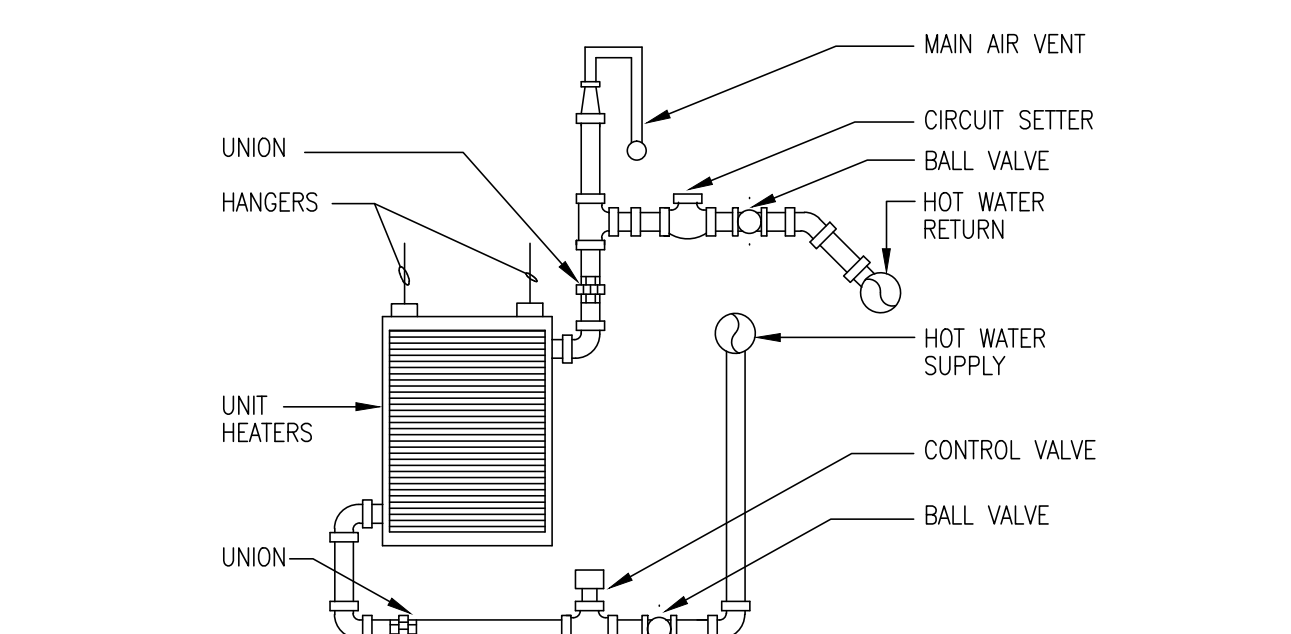 MAIN AIR VENT
CIRCUIT SETTER
UNION
BALL VALVE
HANGERS
HOT WATER
RETURN
HOT WATER
SUPPLY
UNIT
HEATERS
CONTROL VALVE
BALL VALVE
UNION